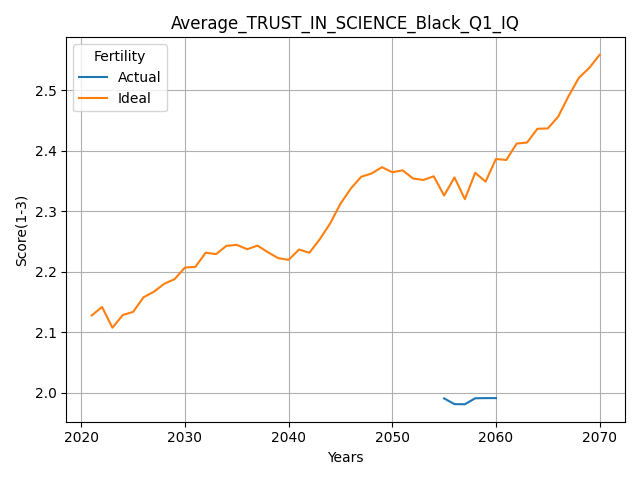 Average_TRUST_IN_SCIENCE_Black_Q1_IQ
Fertility
Actual
Ideal
Score(1-3)
2.5
2.4
2.3
2.2
2.1
2.0
2020
2030
2040
2050
2060
2070
Years